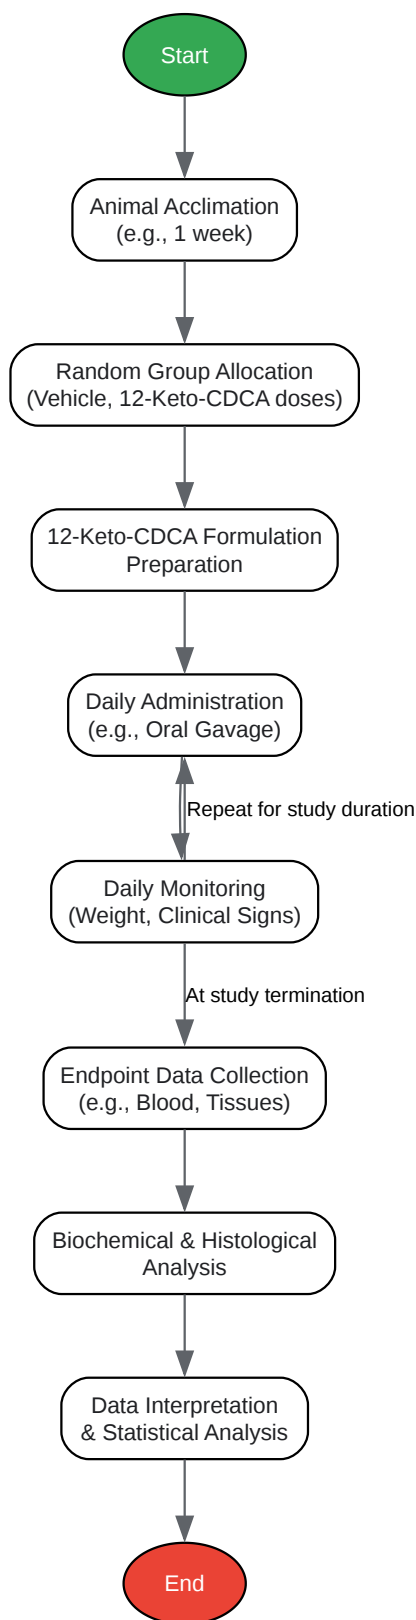 Start
Animal Acclimation
(e.g., 1 week)
Random Group Allocation
(Vehicle, 12-Keto-CDCA doses)
12-Keto-CDCA Formulation
Preparation
Daily Administration
(e.g., Oral Gavage)
Repeat for study duration
Daily Monitoring
(Weight, Clinical Signs)
At study termination
Endpoint Data Collection
(e.g., Blood, Tissues)
Biochemical & Histological
Analysis
Data Interpretation
& Statistical Analysis
End